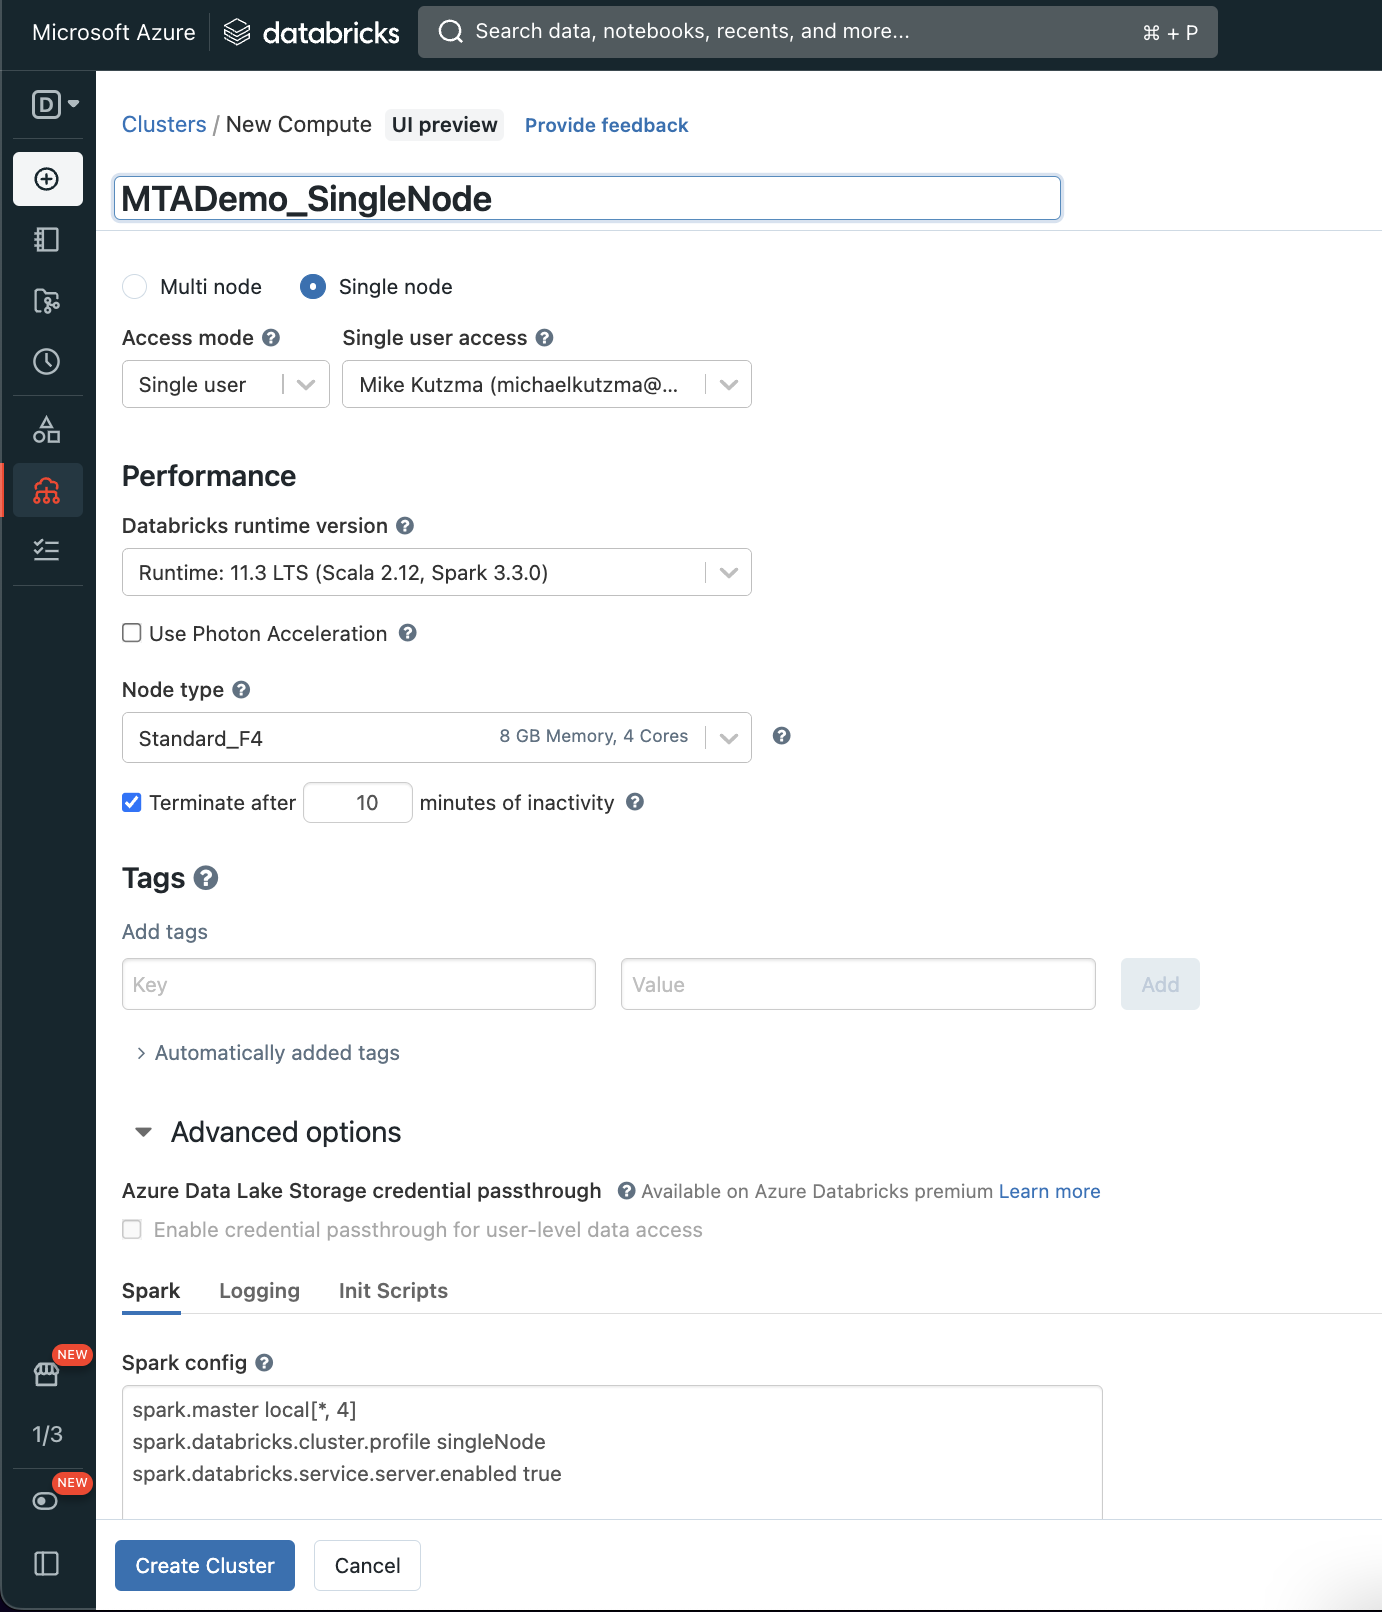 Microsoft Azure databricks Search data, notebooks, recents, and more... ⌘ + P
D
Clusters / New Compute UI preview Provide feedback
MTADemo_SingleNode
Multi node Single node
Access mode ? Single user access ?
Single user Mike Kutzma (michaelkutzma@...
Performance
Databricks runtime version ?
Runtime: 11.3 LTS (Scala 2.12, Spark 3.3.0)
Use Photon Acceleration ?
Node type ?
Standard_F4 8 GB Memory, 4 Cores ?
Terminate after 10 minutes of inactivity ?
Tags ?
Add tags
Key Value Add
Automatically added tags
Advanced options
Azure Data Lake Storage credential passthrough ? Available on Azure Databricks premium Learn more
Enable credential passthrough for user-level data access
Spark Logging Init Scripts
NEW
Spark config ?
spark.master local[*, 4]
1/3
spark.databricks.cluster.profile singleNode
spark.databricks.service.server.enabled true
NEW
Create Cluster Cancel